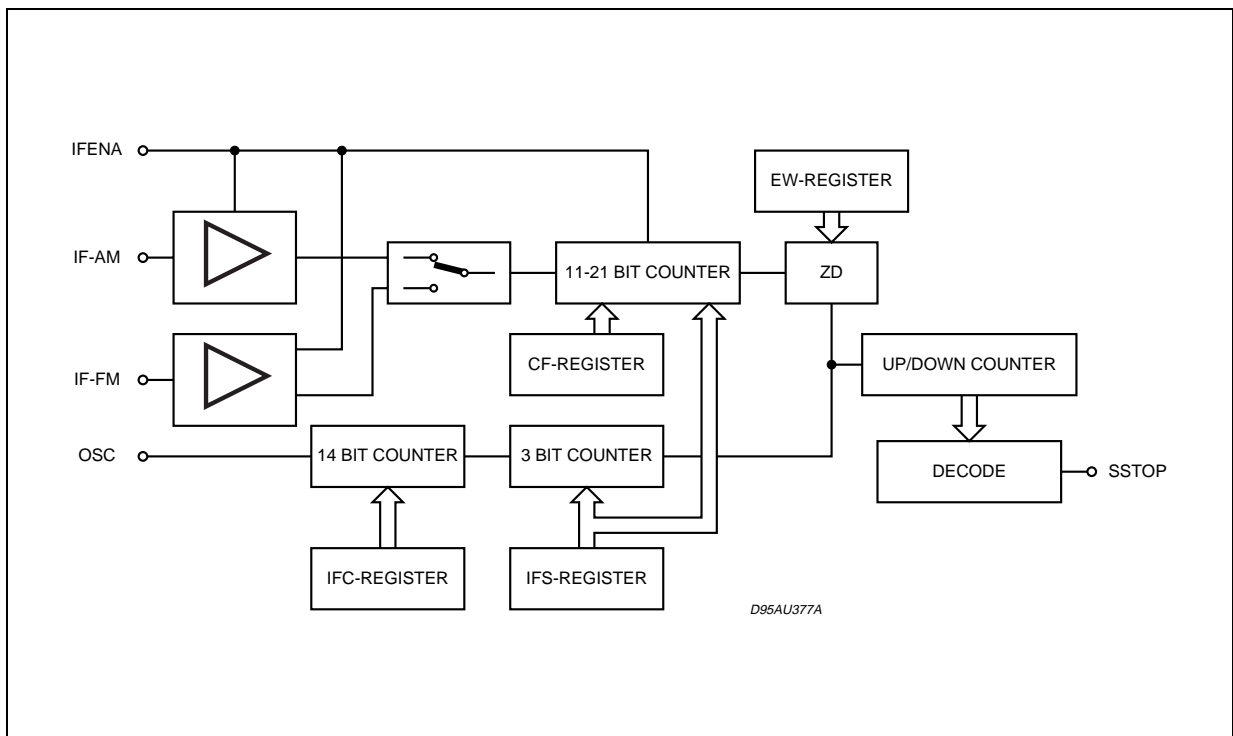 IFENA
EW-REGISTER
IF-AM
11-21 BIT COUNTER
ZD
CF-REGISTER
UP/DOWN COUNTER
IF-FM
OSC
14 BIT COUNTER
3 BIT COUNTER
DECODE
SSTOP
IFC-REGISTER
IFS-REGISTER
D95AU377A